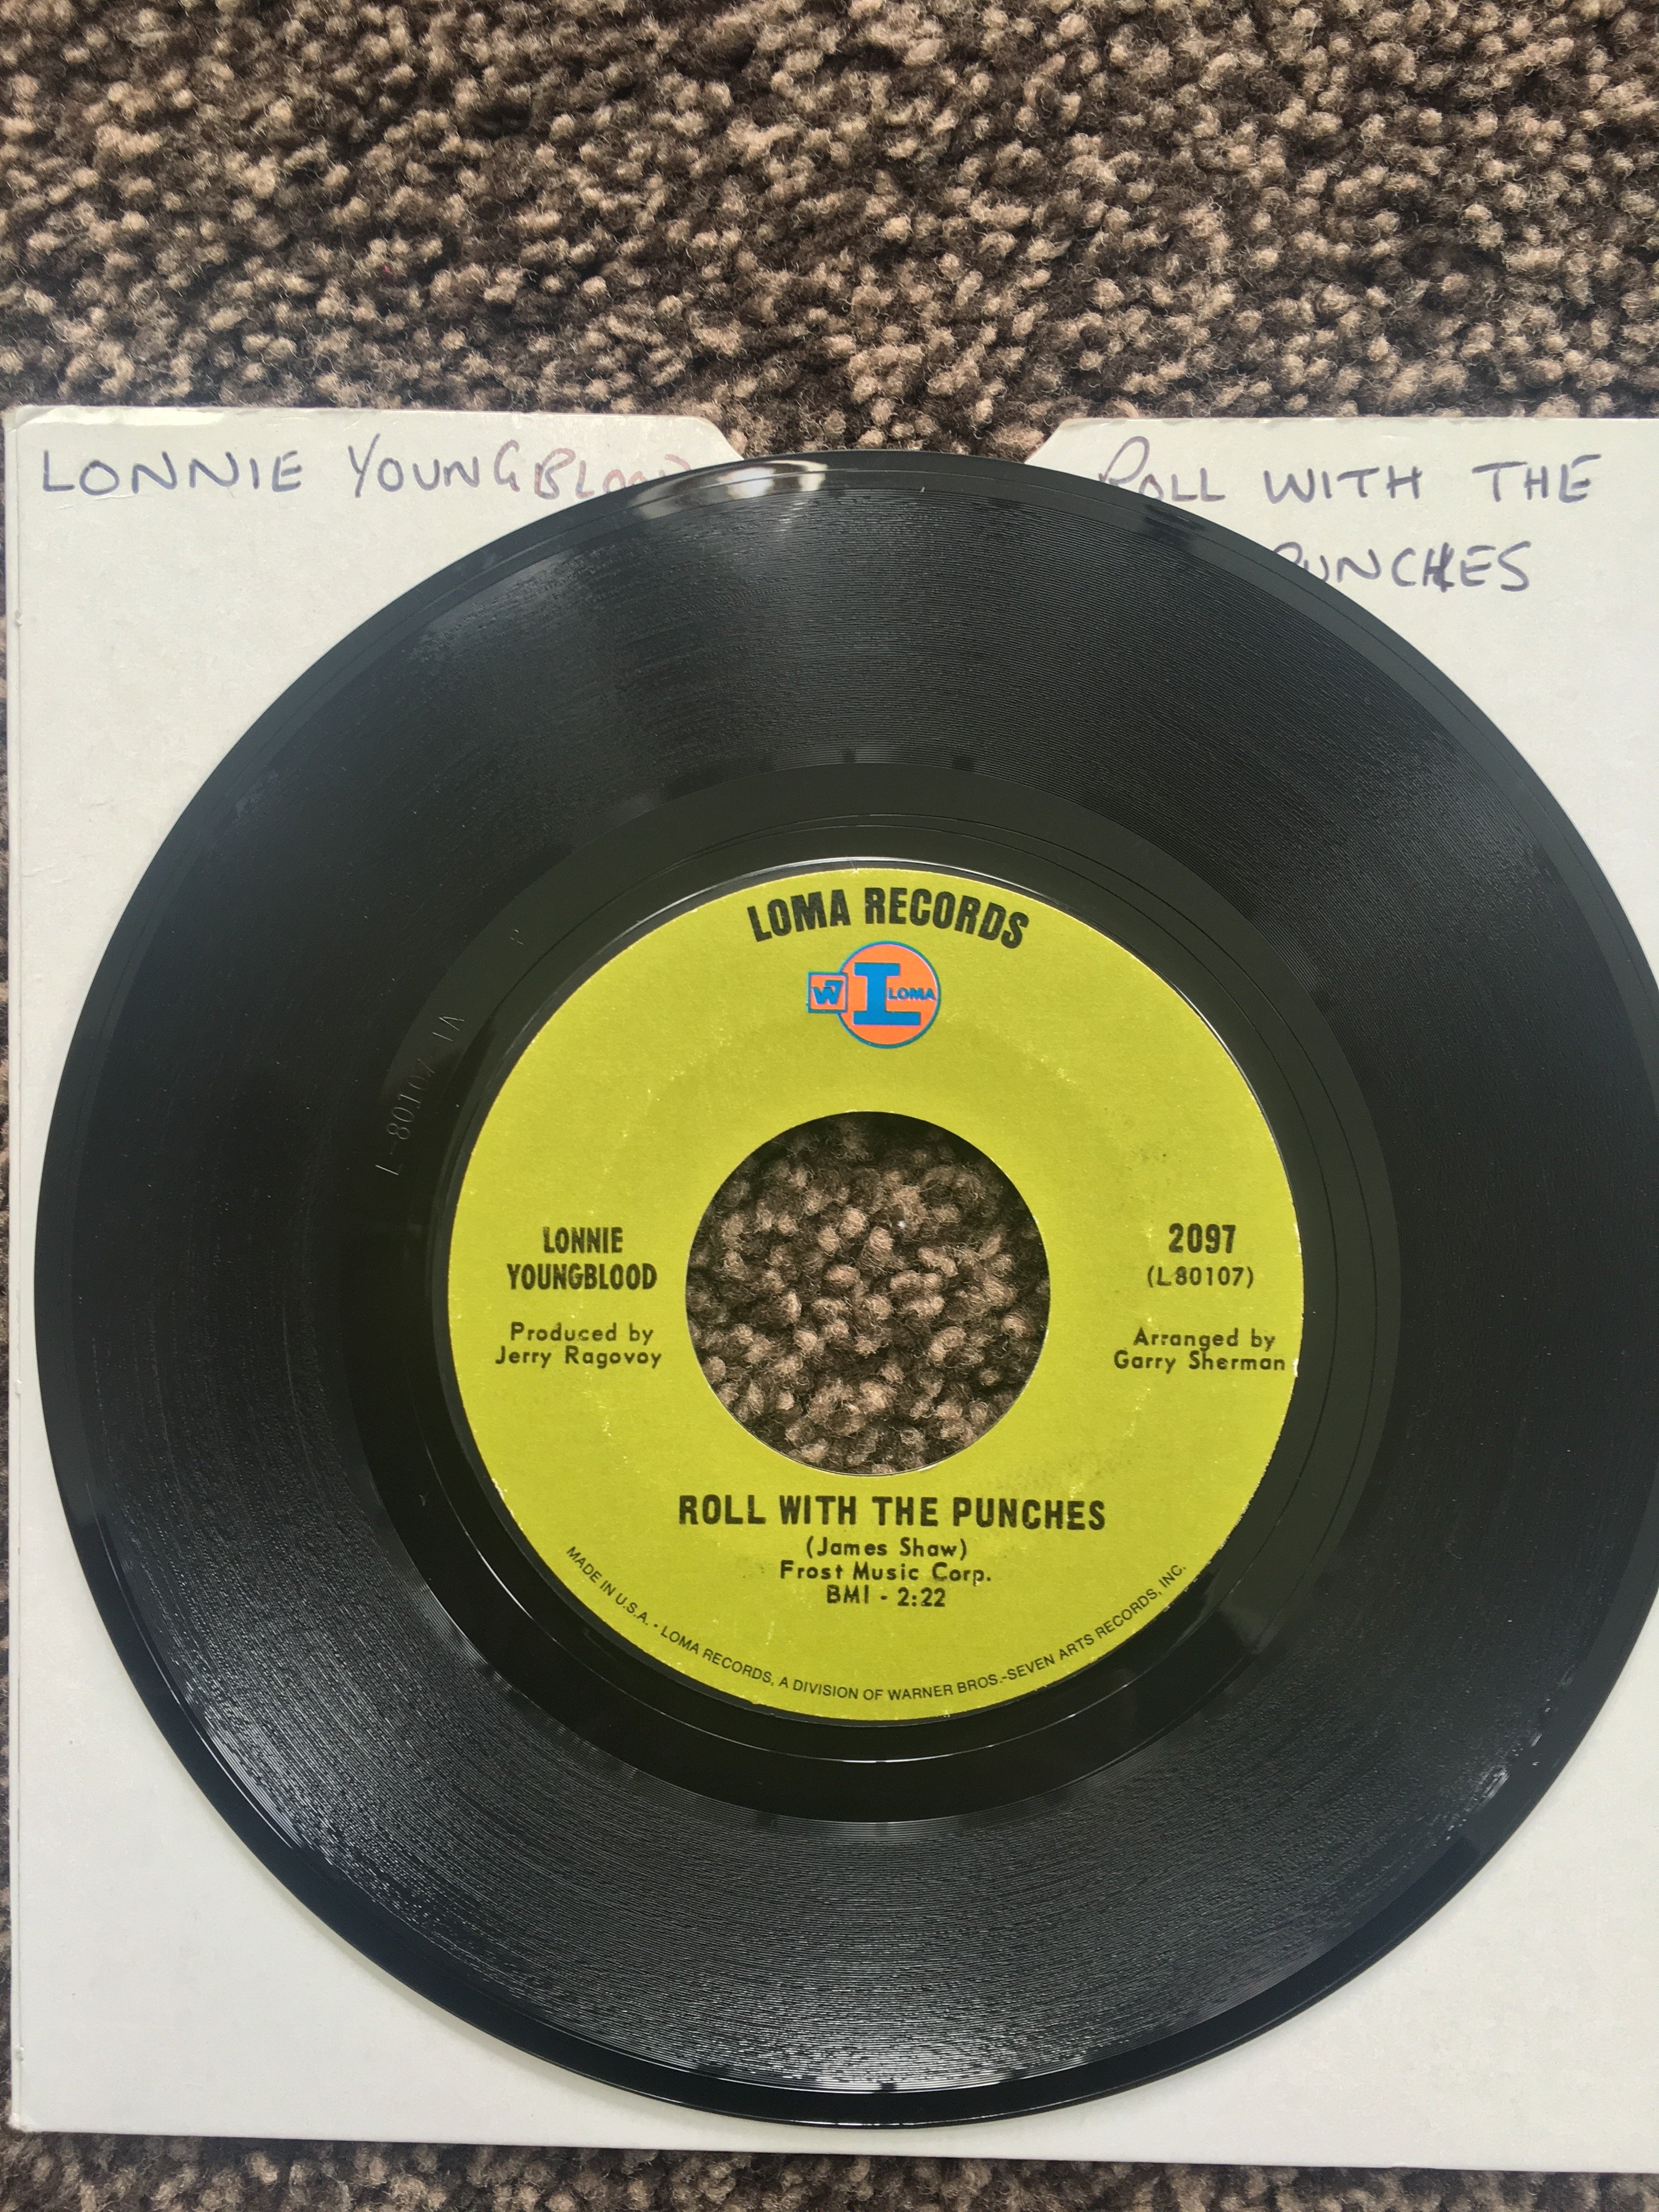 LONNIE YOUNGBLOOD
ROLL WITH THE
PUNCHES
LOMA RECORDS
W7 L LOMA
LONNIE
YOUNGBLOOD
Produced by
Jerry Ragovoy
2097
(L80107)
Arranged by
Garry Sherman
ROLL WITH THE PUNCHES
(James Shaw)
Frost Music Corp.
BMI - 2:22
MADE IN U.S.A. • LOMA RECORDS, A DIVISION OF WARNER BROS.-SEVEN ARTS RECORDS, INC.
L-80107-1A